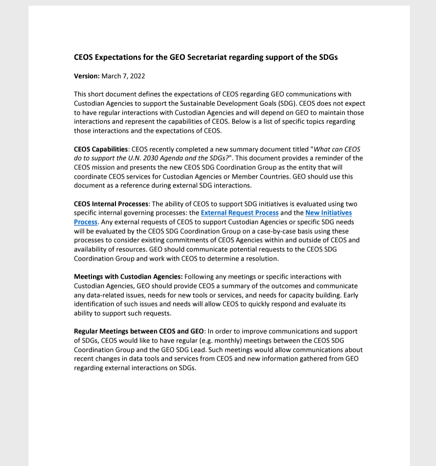 CEOS Expectations for the GEO Secretariat regarding support of the SDGs
Version: March 7, 2022
This short document defines the expectations of CEOS regarding GEO communications with
Custodian Agencies to support the Sustainable Development Goals (SDG). CEOS does not expect
to have regular interactions with Custodian Agencies and will depend on GEO to maintain those
interactions and represent the capabilities of CEOS. Below is a list of specific topics regarding
those interactions and the expectations of CEOS.
CEOS Capabilities: CEOS recently completed a new summary document titled "What can CEOS
do to support the U.N. 2030 Agenda and the SDGs?". This document provides a reminder of the
CEOS mission and presents the new CEOS SDG Coordination Group as the entity that will
coordinate CEOS services for Custodian Agencies or Member Countries. GEO should use this
document as a reference during external SDG interactions.
CEOS Internal Processes: The ability of CEOS to support SDG initiatives is evaluated using two
specific internal governing processes: the External Request Process and the New Initiatives
Process. Any external requests of CEOS to support Custodian Agencies or specific SDG needs
will be evaluated by the CEOS SDG Coordination Group on a case-by-case basis using these
processes to consider existing commitments of CEOS Agencies within and outside of CEOS and
availability of resources. GEO should communicate potential requests to the CEOS SDG
Coordination Group and work with CEOS to determine a resolution.
Meetings with Custodian Agencies: Following any meetings or specific interactions with
Custodian Agencies, GEO should provide CEOS a summary of the outcomes and communicate
any data-related issues, needs for new tools or services, and needs for capacity building. Early
identification of such issues and needs will allow CEOS to quickly respond and evaluate its
ability to support such requests.
Regular Meetings between CEOS and GEO: In order to improve communications and support
of SDGs, CEOS would like to have regular (e.g. monthly) meetings between the CEOS SDG
Coordination Group and the GEO SDG Lead. Such meetings would allow communications about
recent changes in data tools and services from CEOS and new information gathered from GEO
regarding external interactions on SDGs.